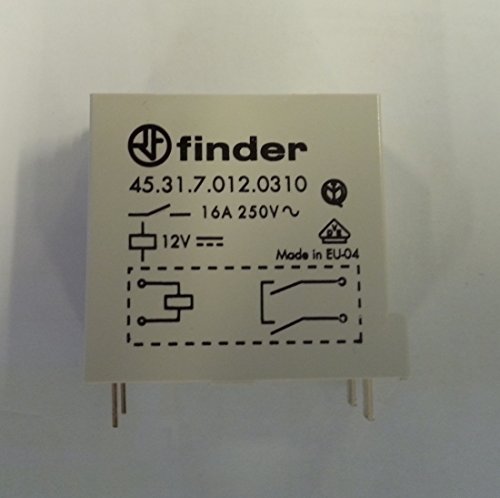 finder
45.31.7.012.0310
16A 250V~
12V
Made in EU-04